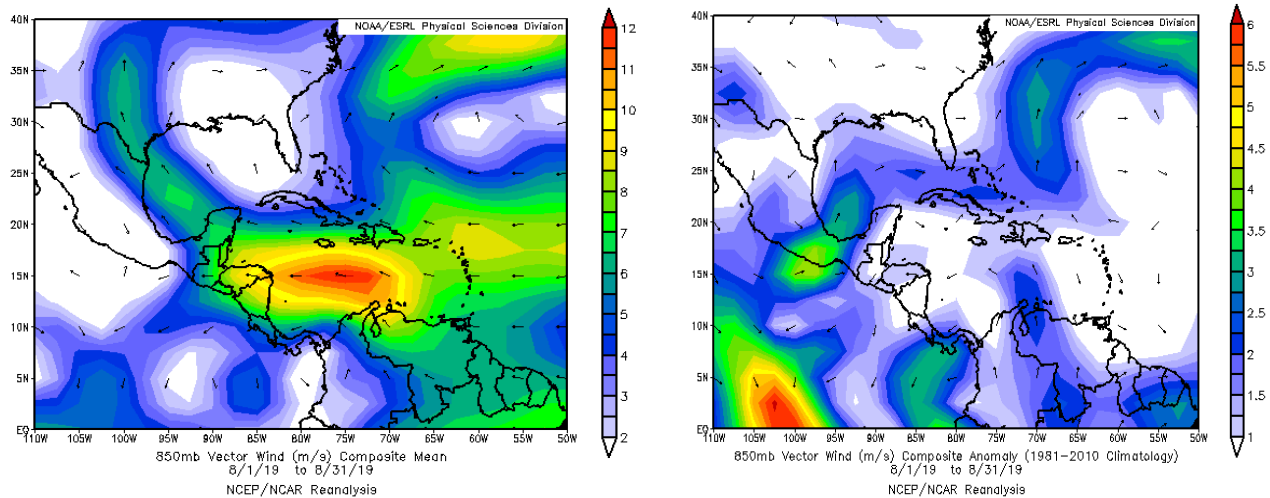 NOAA/ESRL Physical Sciences Division
40N
35N
30N
25N
20N
15N
10N
5N
EQ
110W 105W 100W 95W 90W 85W 80W 75W 70W 65W 60W 55W 50W
12
11
10
9
8
7
6
5
4
3
2
850mb Vector Wind (m/s) Composite Mean
8/1/19 to 8/31/19
NCEP/NCAR Reanalysis
NOAA/ESRL Physical Sciences Division
40N
35N
30N
25N
20N
15N
10N
5N
EQ
110W 105W 100W 95W 90W 85W 80W 75W 70W 65W 60W 55W 50W
6
5.5
5
4.5
4
3.5
3
2.5
2
1.5
1
850mb Vector Wind (m/s) Composite Anomaly (1981-2010 Climatology)
8/1/19 to 8/31/19
NCEP/NCAR Reanalysis